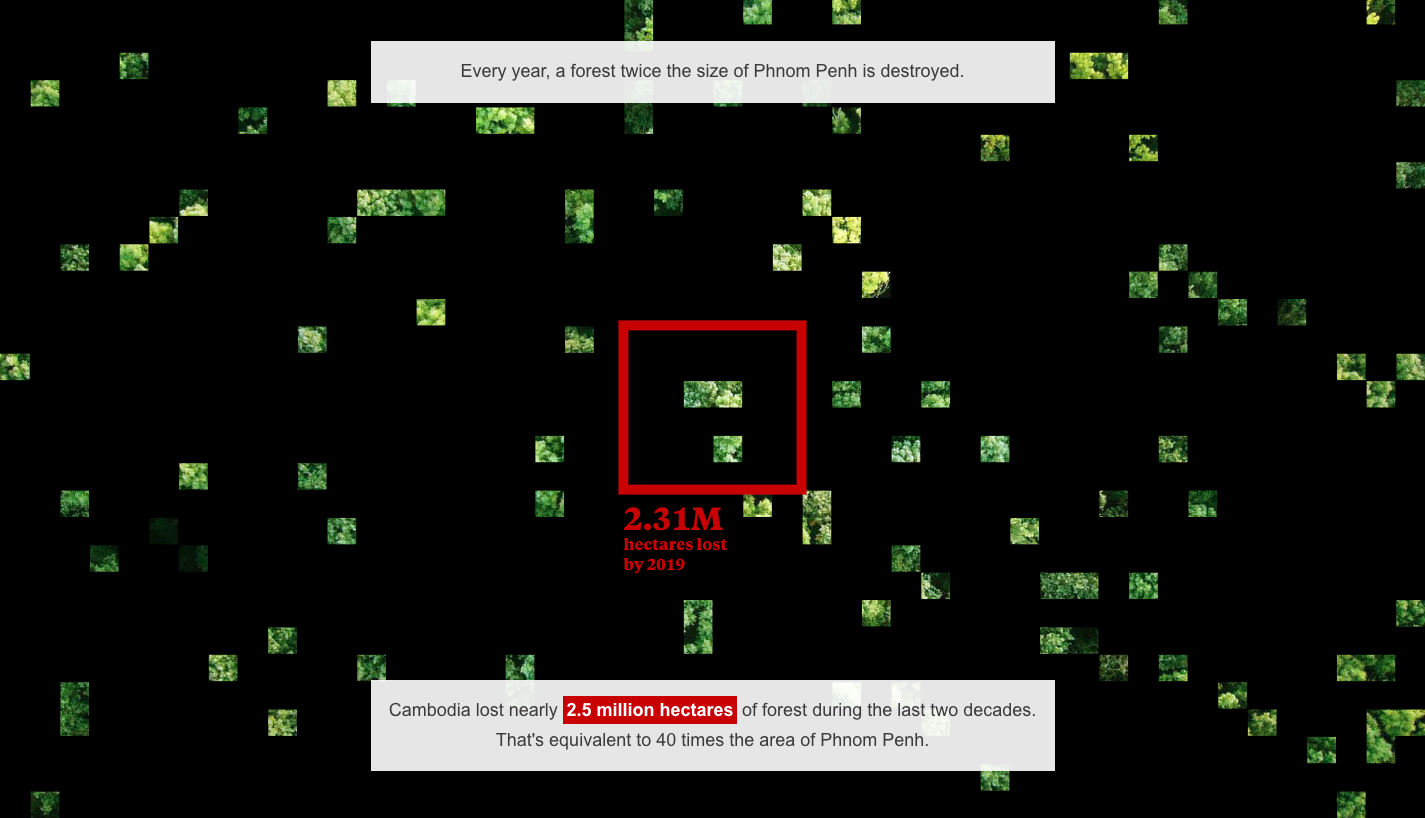 Every year, a forest twice the size of Phnom Penh is destroyed.
2.31M
hectares lost
by 2019
Cambodia lost nearly 2.5 million hectares of forest during the last two decades.
That's equivalent to 40 times the area of Phnom Penh.